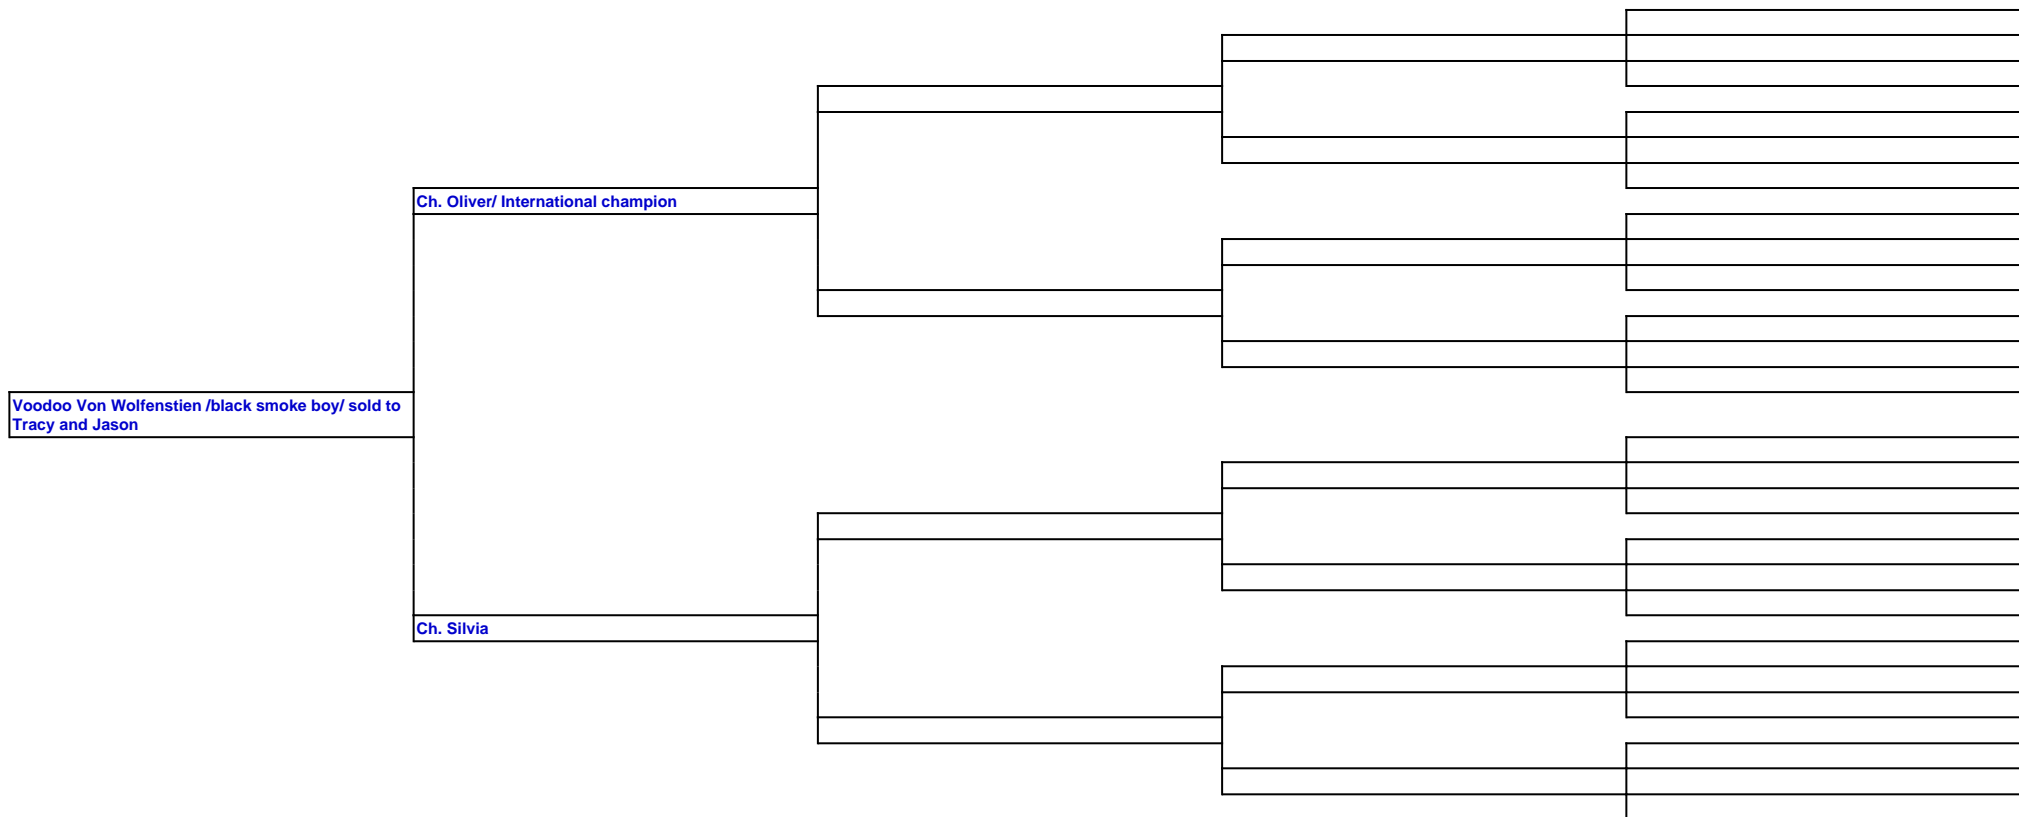 Ch. Oliver/ International champion
Voodoo Von Wolfenstien /black smoke boy/ sold to
Tracy and Jason
Ch. Silvia